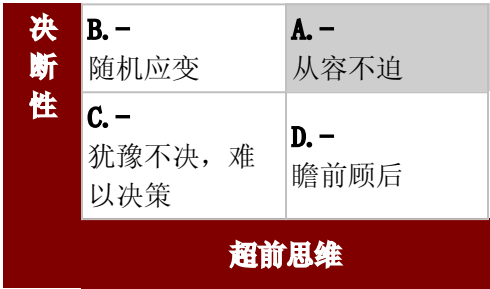 决断性
B.-
随机应变
A.-
从容不迫
C.-
犹豫不决，难
以决策
D.-
瞻前顾后
超前思维